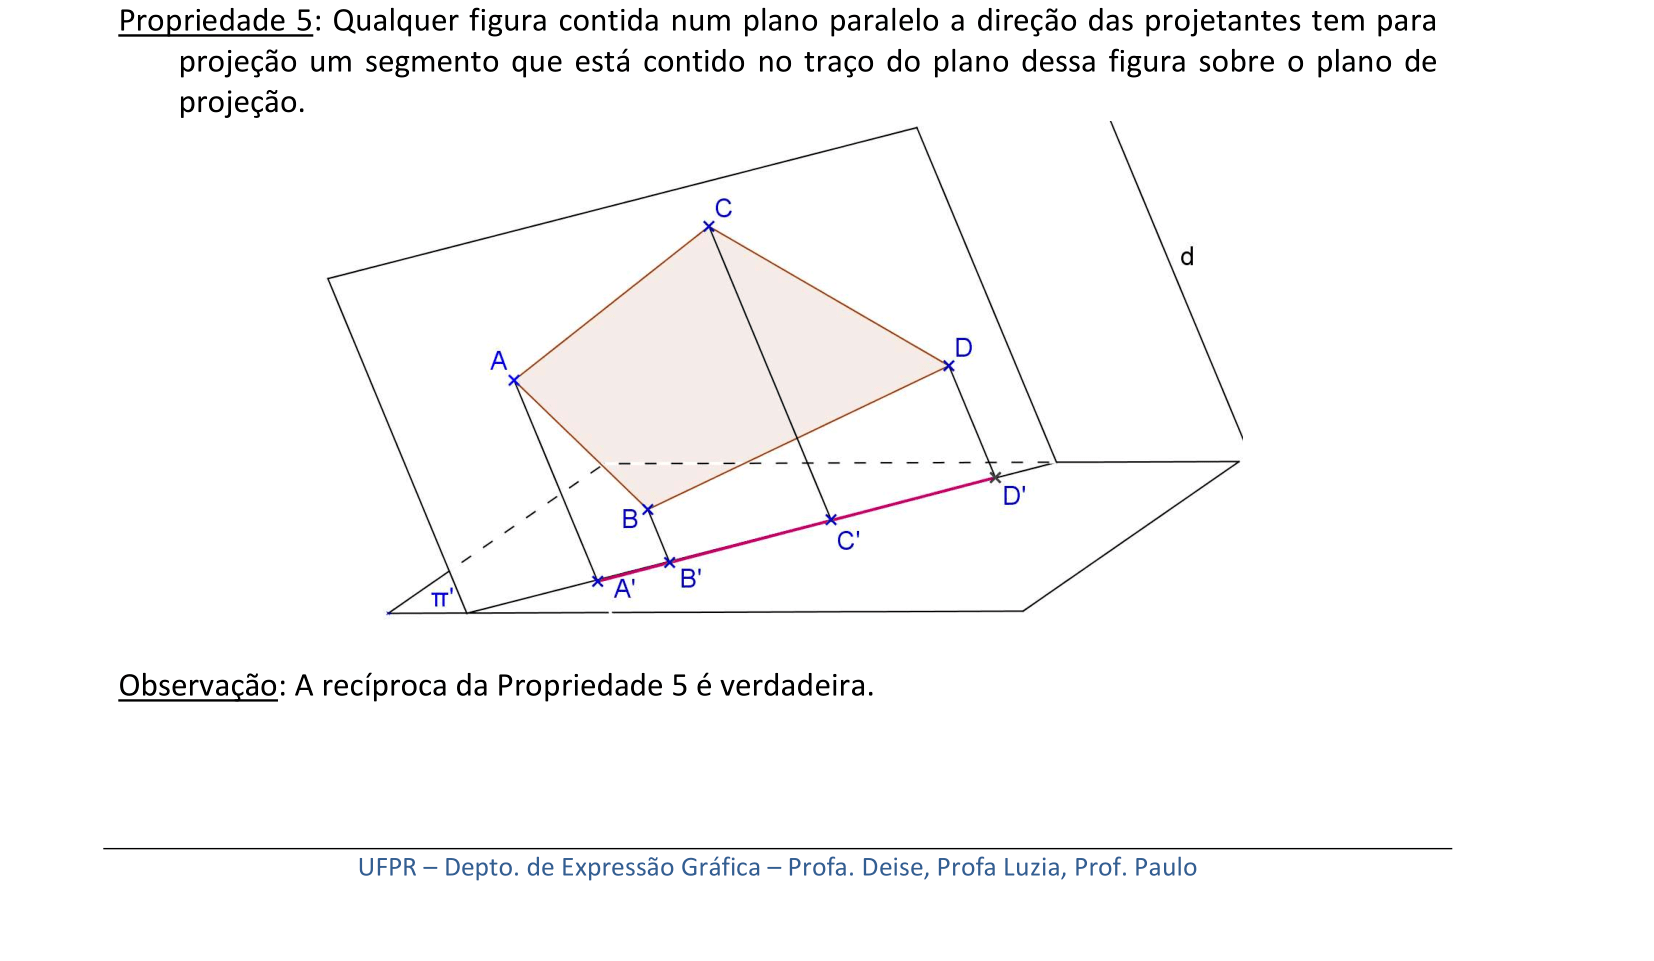 Propriedade 5: Qualquer figura contida num plano paralelo a direção das projetantes tem para
projeção um segmento que está contido no traço do plano dessa figura sobre o plano de
projeção.
C
d
A
D
B
D'
C'
A'
B'
π'
Observação: A recíproca da Propriedade 5 é verdadeira.
UFPR – Depto. de Expressão Gráfica – Profa. Deise, Profa Luzia, Prof. Paulo